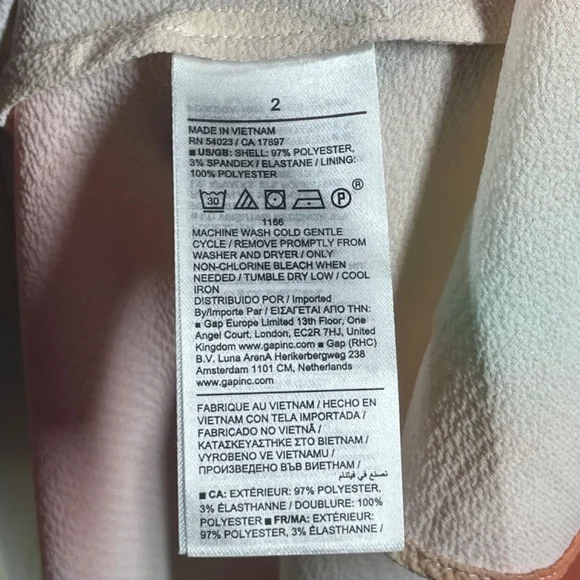 2
MADE IN VIETNAM
RN 54023 / CA 17897
■ US/GB: SHELL: 97% POLYESTER,
3% SPANDEX / ELASTANE / LINING:
100% POLYESTER
30 P ®
1166
MACHINE WASH COLD GENTLE
CYCLE / REMOVE PROMPTLY FROM
WASHER AND DRYER / ONLY
NON-CHLORINE BLEACH WHEN
NEEDED / TUMBLE DRY LOW / COOL
IRON
DISTRIBUIDO POR / Imported
By/Importe Par / ΕΙΣΑΓΕΤΑΙ ΑΠΟ ΤΗΝ:
■ Gap Europe Limited 13th Floor, One
Angel Court, London, EC2R 7HJ, United
Kingdom www.gapinc.com ■ Gap (RHC)
B.V. Luna ArenA Herikerbergweg 238
Amsterdam 1101 CM, Netherlands
www.gapinc.com
FABRIQUE AU VIETNAM / HECHO EN
VIETNAM CON TELA IMPORTADA /
FABRICADO NO VIETNÃ /
ΚΑΤΑΣΚΕΥΑΣΤΗΚΕ ΣΤΟ ΒΙΕΤΝΑΜ /
VYROBENO VE VIETNAMU /
ПРОИЗВЕДЕНО ВЪВ ВИЕТНАМ /
تصنع في فيتنام
■ CA: EXTÉRIEUR: 97% POLYESTER,
3% ÉLASTHANNE / DOUBLURE: 100%
POLYESTER ■ FR/MA: EXTÉRIEUR:
97% POLYESTER, 3% ÉLASTHANNE /